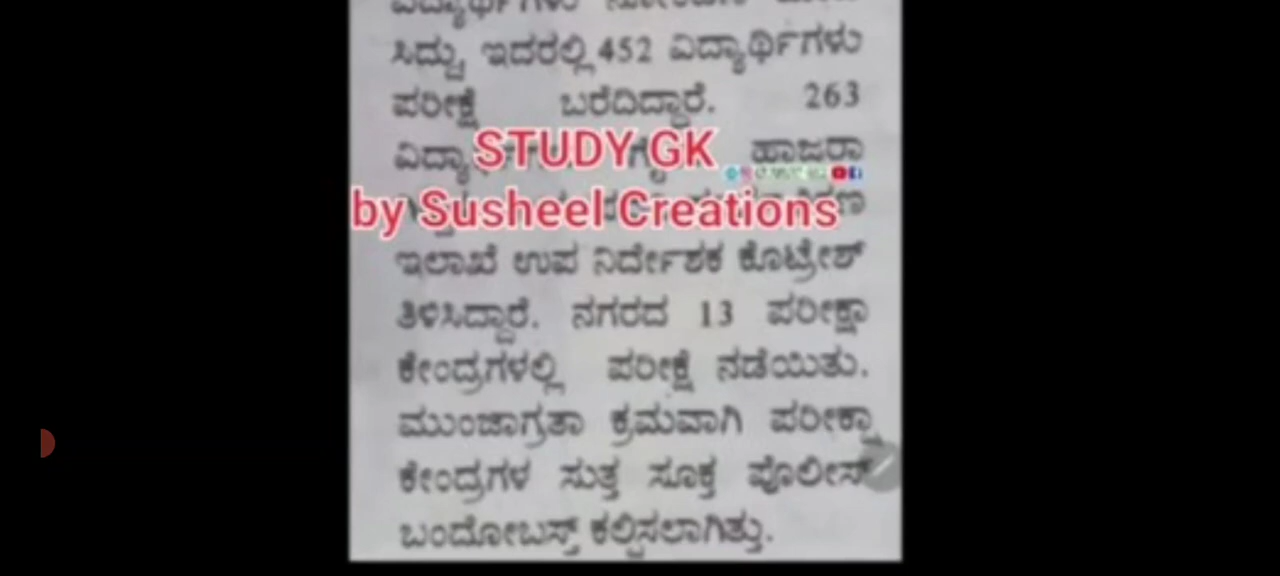 ಸಿದ್ದು, ಇದರಲ್ಲಿ 452 ವಿದ್ಯಾರ್ಥಿಗಳು
ಪರೀಕ್ಷೆ ಬರೆದಿದ್ದಾರೆ. 263
STUDY GK ಹಾಜರಾ
by Susheel Creations
ಇಲಾಖೆ ಉಪ ನಿರ್ದೇಶಕ ಕೊಟ್ರೇಶ್
ತಿಳಿಸಿದ್ದಾರೆ. ನಗರದ 13 ಪರೀಕ್ಷಾ
ಕೇಂದ್ರಗಳಲ್ಲಿ ಪರೀಕ್ಷೆ ನಡೆಯಿತು.
ಮುಂಜಾಗ್ರತಾ ಕ್ರಮವಾಗಿ ಪರೀಕ್ಷಾ
ಕೇಂದ್ರಗಳ ಸುತ್ತ ಸೂಕ್ತ ಪೊಲೀಸ್
ಬಂದೋಬಸ್ತ್ ಕಲ್ಪಿಸಲಾಗಿತ್ತು.